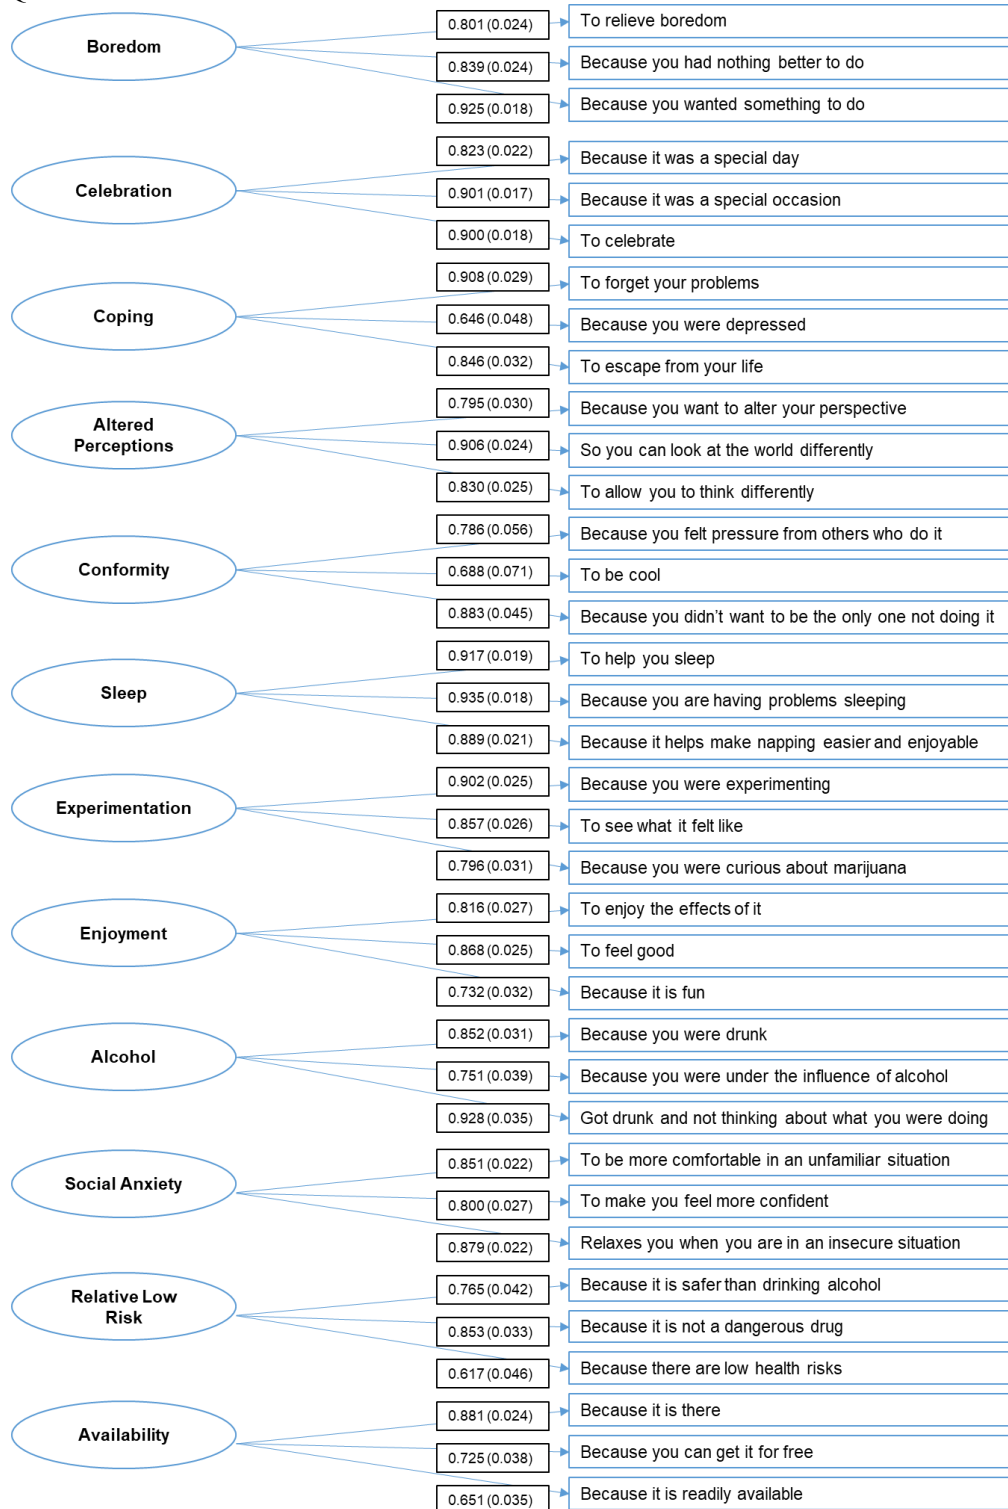 Boredom
0.801 (0.024)
To relieve boredom
0.839 (0.024)
Because you had nothing better to do
0.925 (0.018)
Because you wanted something to do
Celebration
0.823 (0.022)
Because it was a special day
0.901 (0.017)
Because it was a special occasion
0.900 (0.018)
To celebrate
Coping
0.908 (0.029)
To forget your problems
0.646 (0.048)
Because you were depressed
0.846 (0.032)
To escape from your life
Altered
Perceptions
0.795 (0.030)
Because you want to alter your perspective
0.906 (0.024)
So you can look at the world differently
0.830 (0.025)
To allow you to think differently
Conformity
0.786 (0.056)
Because you felt pressure from others who do it
0.688 (0.071)
To be cool
0.883 (0.045)
Because you didn't want to be the only one not doing it
Sleep
0.917 (0.019)
To help you sleep
0.935 (0.018)
Because you are having problems sleeping
0.889 (0.021)
Because it helps make napping easier and enjoyable
Experimentation
0.902 (0.025)
Because you were experimenting
0.857 (0.026)
To see what it felt like
0.796 (0.031)
Because you were curious about marijuana
Enjoyment
0.816 (0.027)
To enjoy the effects of it
0.868 (0.025)
To feel good
0.732 (0.032)
Because it is fun
Alcohol
0.852 (0.031)
Because you were drunk
0.751 (0.039)
Because you were under the influence of alcohol
0.928 (0.035)
Got drunk and not thinking about what you were doing
Social Anxiety
0.851 (0.022)
To be more comfortable in an unfamiliar situation
0.800 (0.027)
To make you feel more confident
0.879 (0.022)
Relaxes you when you are in an insecure situation
Relative Low
Risk
0.765 (0.042)
Because it is safer than drinking alcohol
0.853 (0.033)
Because it is not a dangerous drug
0.617 (0.046)
Because there are low health risks
Availability
0.881 (0.024)
Because it is there
0.725 (0.038)
Because you can get it for free
0.651 (0.035)
Because it is readily available